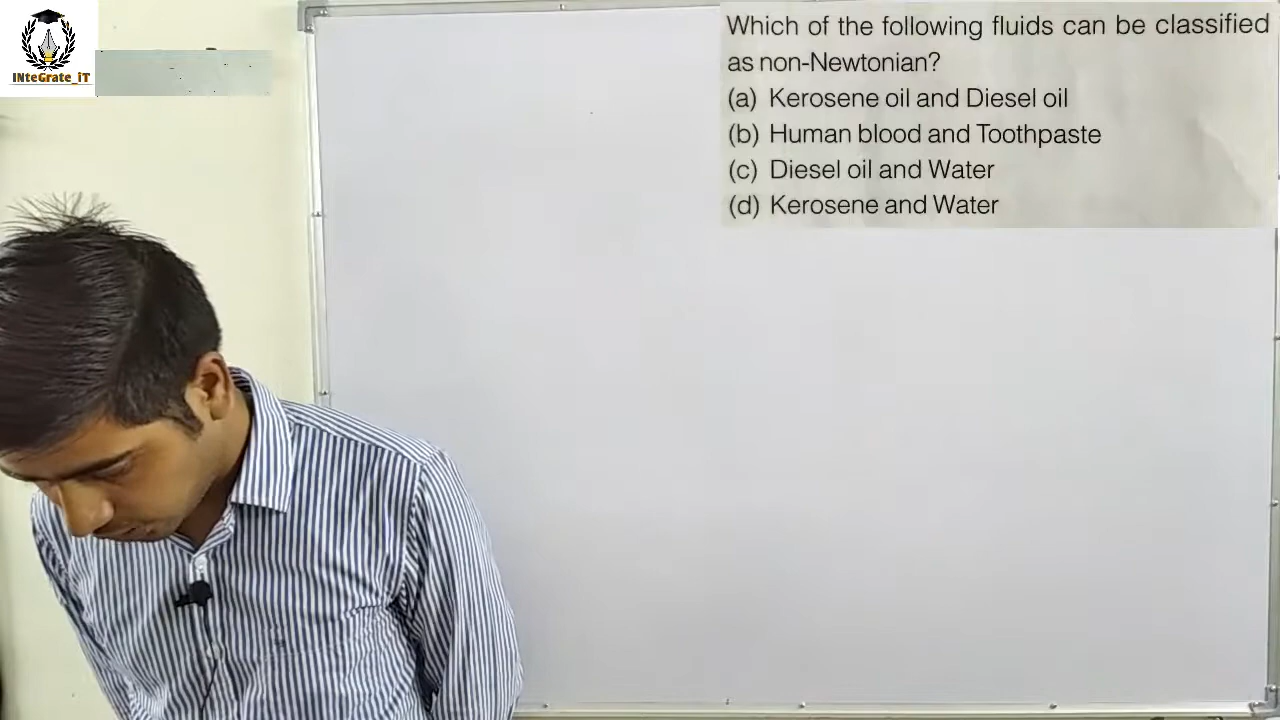 INteGrate_iT
Which of the following fluids can be classified
as non-Newtonian?
(a) Kerosene oil and Diesel oil
(b) Human blood and Toothpaste
(c) Diesel oil and Water
(d) Kerosene and Water